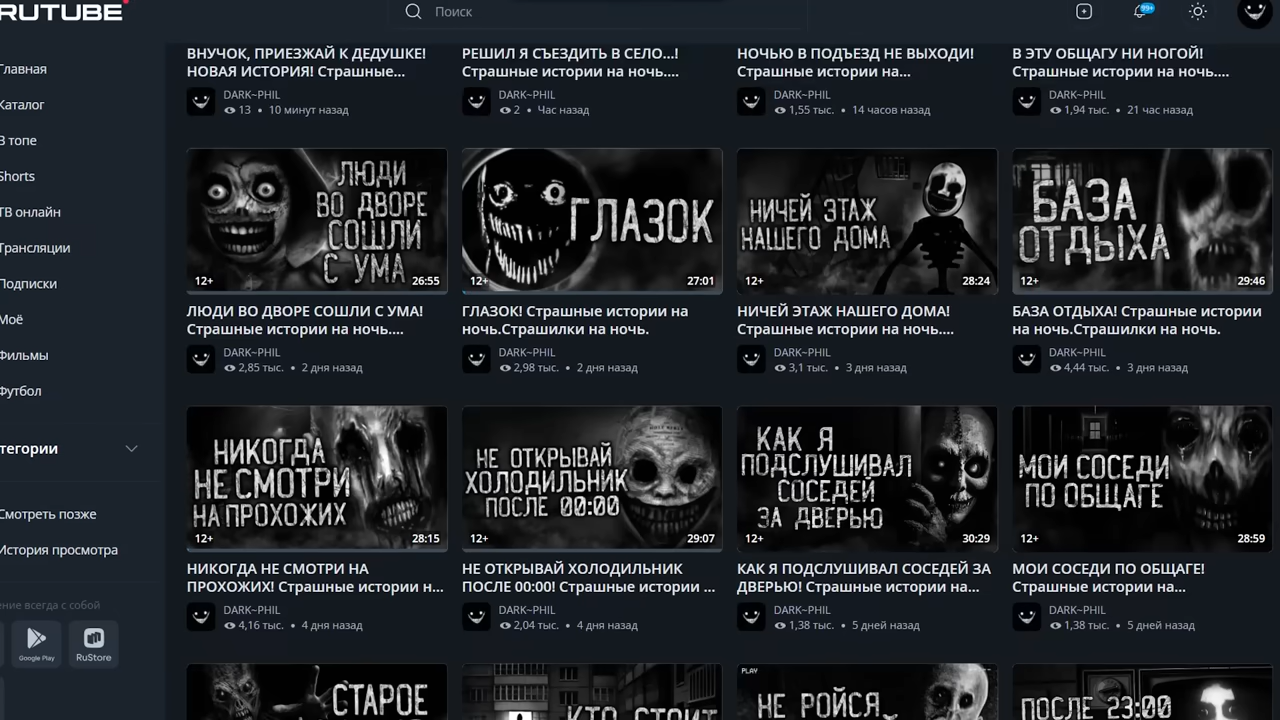 RUTUBE
Поиск
99+
Главная
Каталог
В топе
Shorts
ТВ онлайн
Трансляции
Подписки
Моё
Фильмы
Футбол
тегории
Смотреть позже
История просмотра
ение всегда с собой
Google Play
RuStore
ВНУЧОК, ПРИЕЗЖАЙ К ДЕДУШКЕ!
НОВАЯ ИСТОРИЯ! Страшные...
DARK~PHIL
13 • 10 минут назад
РЕШИЛ Я СЪЕЗДИТЬ В СЕЛО...!
Страшные истории на ночь....
DARK~PHIL
2 • Час назад
НОЧЬЮ В ПОДЪЕЗД НЕ ВЫХОДИ!
Страшные истории на...
DARK~PHIL
1,55 тыс. • 14 часов назад
В ЭТУ ОБЩАГУ НИ НОГОЙ!
Страшные истории на ночь....
DARK~PHIL
1,94 тыс. • 21 час назад
ЛЮДИ
ВО ДВОРЕ
СОШЛИ
С УМА
12+
26:55
ЛЮДИ ВО ДВОРЕ СОШЛИ С УМА!
Страшные истории на ночь....
DARK~PHIL
2,85 тыс. • 2 дня назад
ГЛАЗОК
12+
27:01
ГЛАЗОК! Страшные истории на
ночь.Страшилки на ночь.
DARK~PHIL
2,98 тыс. • 2 дня назад
НИЧЕЙ ЭТАЖ
НАШЕГО ДОМА
12+
28:24
НИЧЕЙ ЭТАЖ НАШЕГО ДОМА!
Страшные истории на ночь....
DARK~PHIL
3,1 тыс. • 3 дня назад
БАЗА
ОТДЫХА
12+
29:46
БАЗА ОТДЫХА! Страшные истории
на ночь.Страшилки на ночь.
DARK~PHIL
4,44 тыс. • 3 дня назад
НИКОГДА
НЕ СМОТРИ
НА ПРОХОЖИХ
12+
28:15
НИКОГДА НЕ СМОТРИ НА
ПРОХОЖИХ! Страшные истории н...
DARK~PHIL
4,16 тыс. • 4 дня назад
НЕ ОТКРЫВАЙ
ХОЛОДИЛЬНИК
ПОСЛЕ 00:00
12+
29:07
НЕ ОТКРЫВАЙ ХОЛОДИЛЬНИК
ПОСЛЕ 00:00! Страшные истории ...
DARK~PHIL
2,04 тыс. • 4 дня назад
КАК Я
ПОДСЛУШИВАЛ
СОСЕДЕЙ
ЗА ДВЕРЬЮ
12+
30:29
КАК Я ПОДСЛУШИВАЛ СОСЕДЕЙ ЗА
ДВЕРЬЮ! Страшные истории на...
DARK~PHIL
1,38 тыс. • 5 дней назад
МОИ СОСЕДИ
ПО ОБЩАГЕ
12+
28:59
МОИ СОСЕДИ ПО ОБЩАГЕ!
Страшные истории на...
DARK~PHIL
1,38 тыс. • 5 дней назад
СТАРОЕ
КТО СТОИТ
PLAY
НЕ РОЙСЯ
ПОСЛЕ 23:00